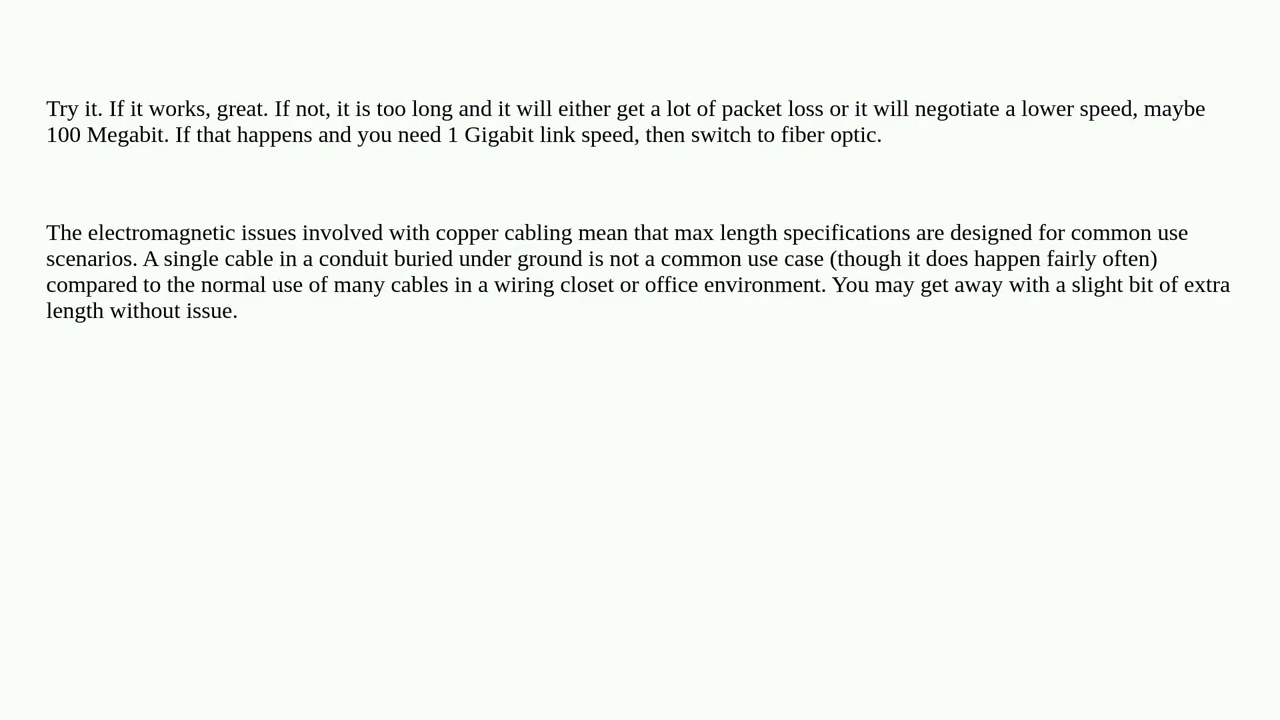 Try it. If it works, great. If not, it is too long and it will either get a lot of packet loss or it will negotiate a lower speed, maybe
100 Megabit. If that happens and you need 1 Gigabit link speed, then switch to fiber optic.
The electromagnetic issues involved with copper cabling mean that max length specifications are designed for common use
scenarios. A single cable in a conduit buried under ground is not a common use case (though it does happen fairly often)
compared to the normal use of many cables in a wiring closet or office environment. You may get away with a slight bit of extra
length without issue.